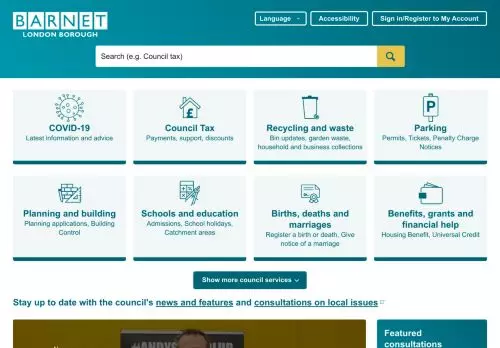 BARNET
LONDON BOROUGH
Language
Accessibility
Sign in/Register to My Account
Search (e.g. Council tax)
COVID-19
Latest information and advice
£
Council Tax
Payments, support, discounts
Recycling and waste
Bin updates, garden waste,
household and business collections
P
Parking
Permits, Tickets, Penalty Charge
Notices
Planning and building
Planning applications, Building
Control
Schools and education
Admissions, School holidays,
Catchment areas
Births, deaths and
marriages
Register a birth or death, Give
notice of a marriage
Benefits, grants and
financial help
Housing Benefit, Universal Credit
Show more council services
Stay up to date with the council's news and features and consultations on local issues
Featured
consultations